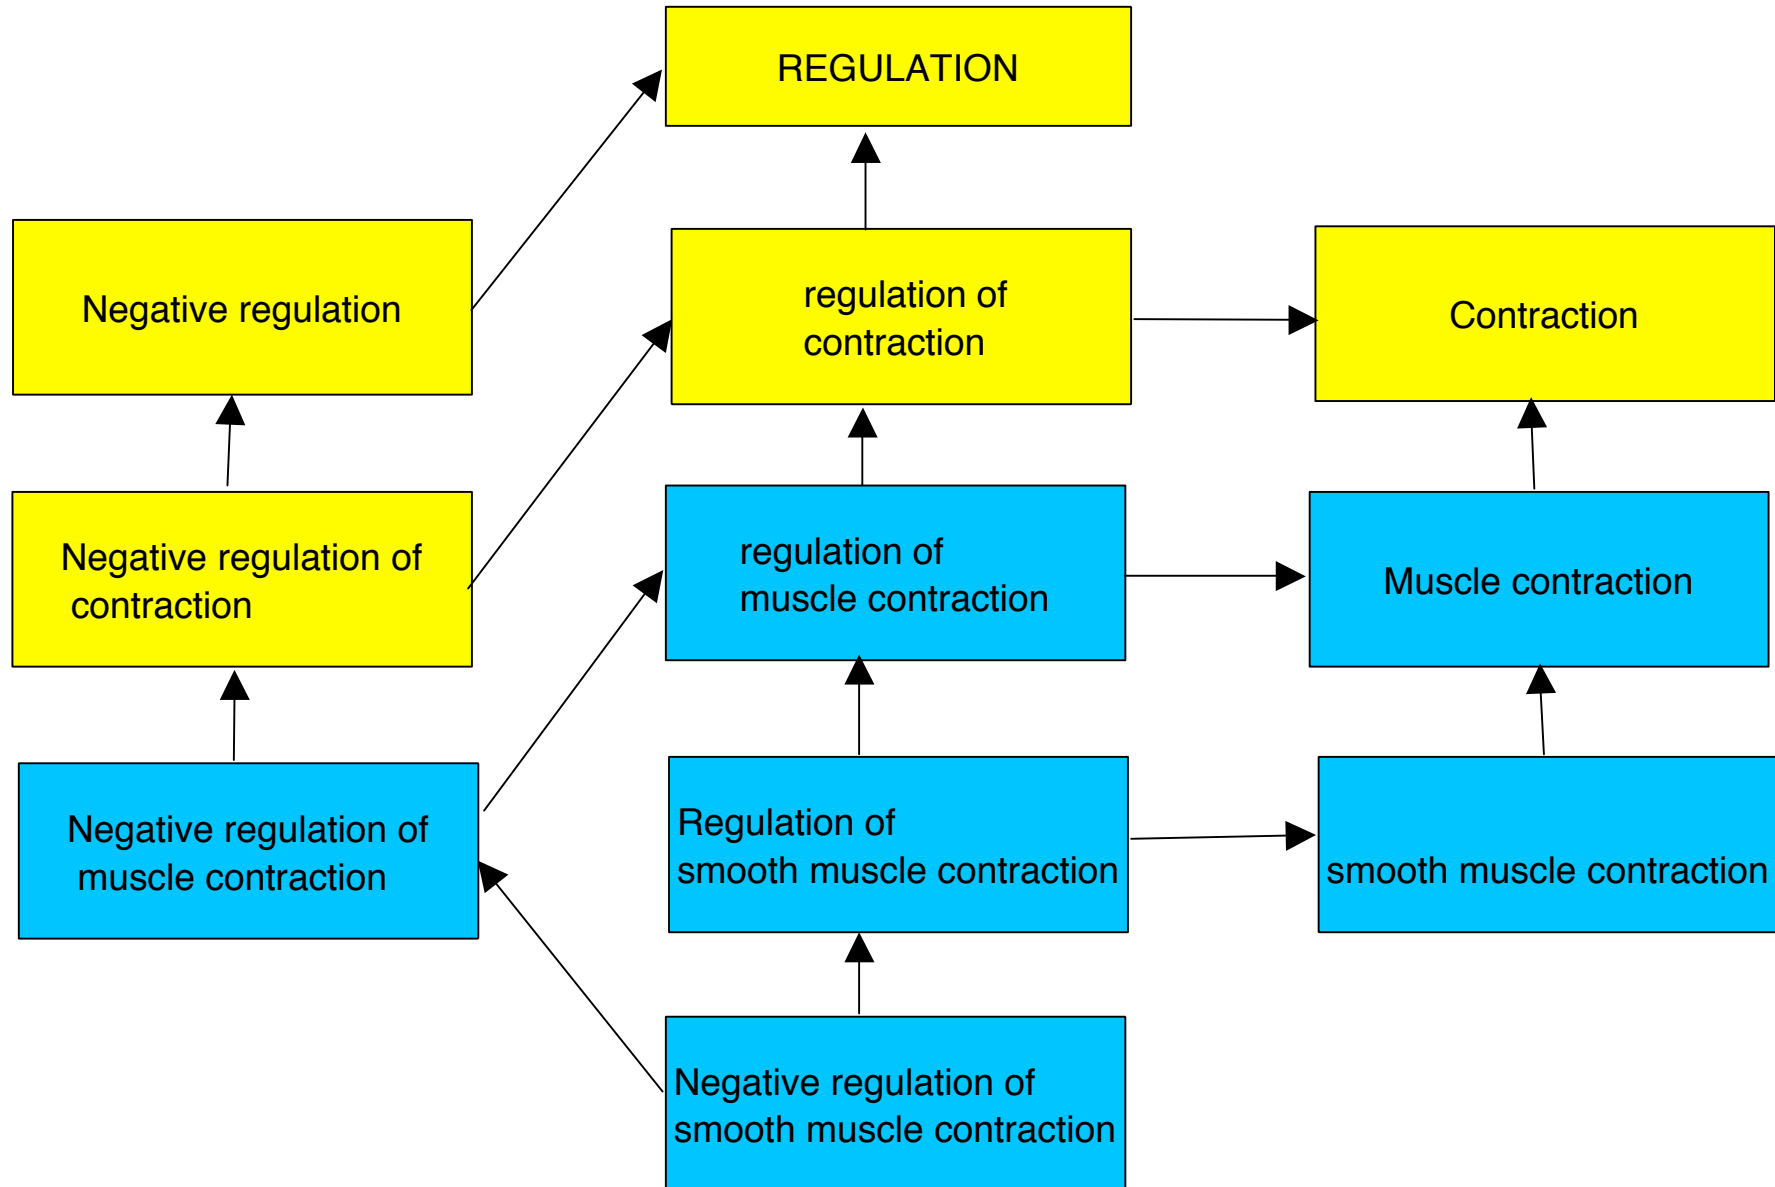 REGULATION
Negative regulation
regulation of
contraction
Contraction
Negative regulation of
contraction
regulation of
muscle contraction
Muscle contraction
Negative regulation of
muscle contraction
Regulation of
smooth muscle contraction
smooth muscle contraction
Negative regulation of
smooth muscle contraction